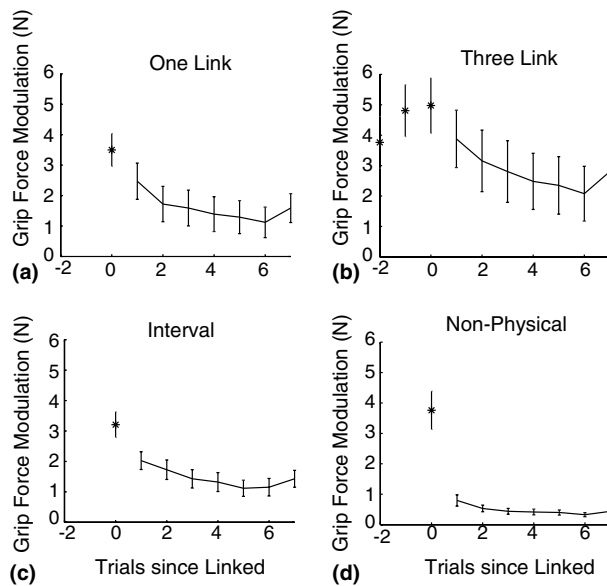 One Link
Grip Force Modulation (N)
6
5
4
3
2
1
0
-2 0 2 4 6
(a)
Three Link
Grip Force Modulation (N)
6
5
4
3
2
1
0
-2 0 2 4 6
(b)
Interval
Grip Force Modulation (N)
6
5
4
3
2
1
0
-2 0 2 4 6
(c) Trials since Linked
Non-Physical
Grip Force Modulation (N)
6
5
4
3
2
1
0
-2 0 2 4 6
(d) Trials since Linked